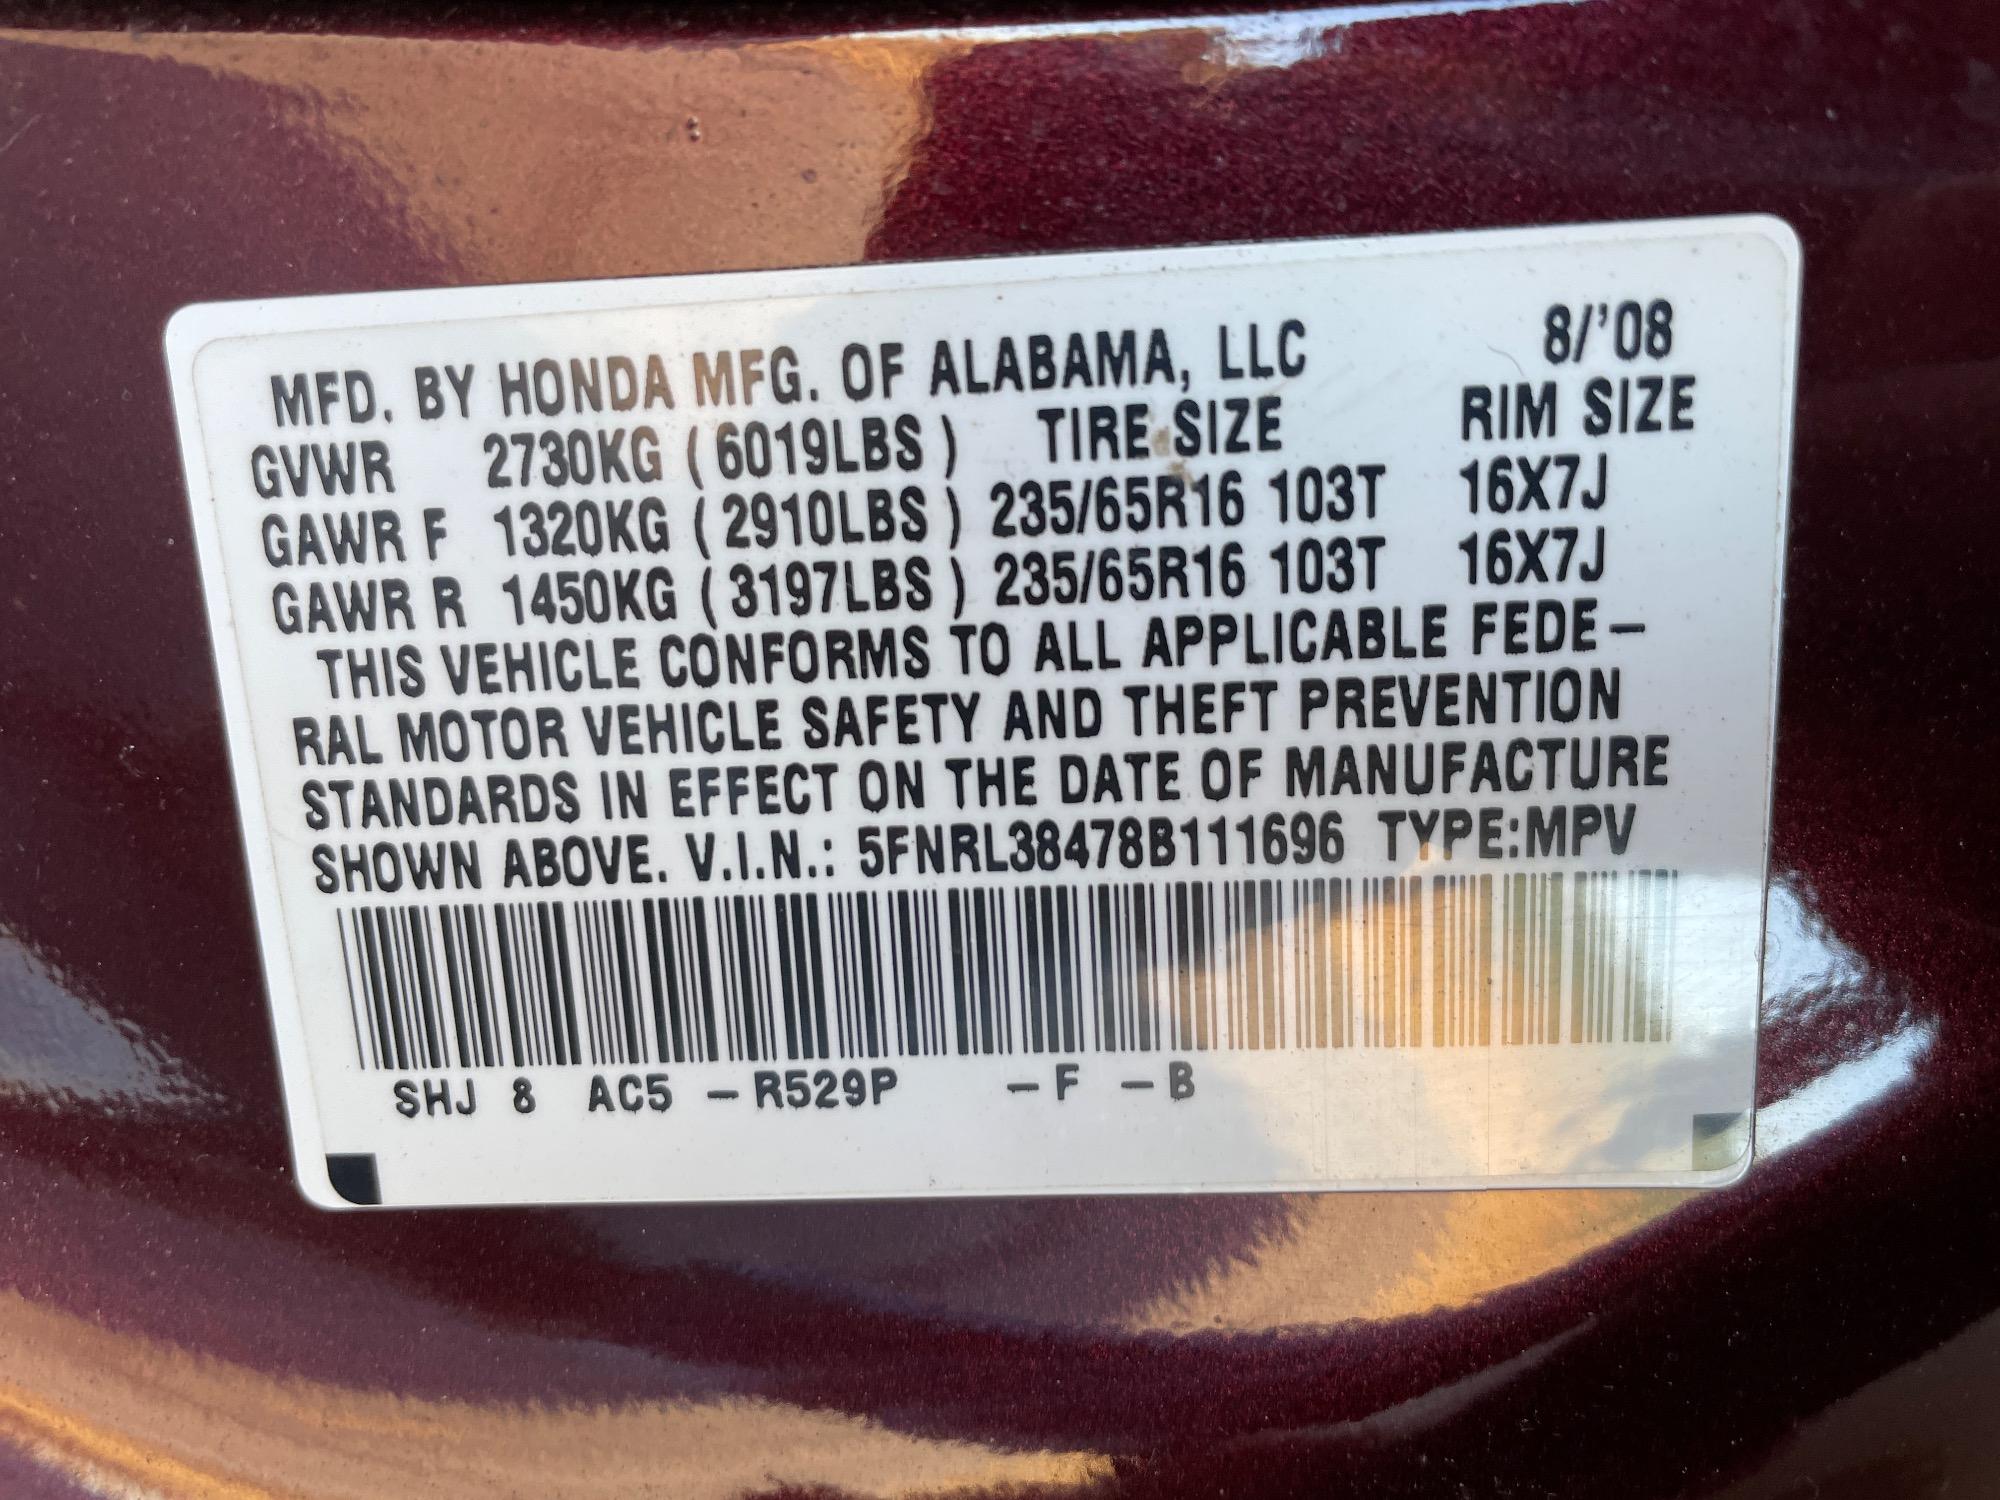 MFD. BY HONDA MFG. OF ALABAMA, LLC 8/'08
GVWR 2730KG ( 6019LBS ) TIRE SIZE RIM SIZE
GAWR F 1320KG ( 2910LBS ) 235/65R16 103T 16X7J
GAWR R 1450KG ( 3197LBS ) 235/65R16 103T 16X7J
THIS VEHICLE CONFORMS TO ALL APPLICABLE FEDE–
RAL MOTOR VEHICLE SAFETY AND THEFT PREVENTION
STANDARDS IN EFFECT ON THE DATE OF MANUFACTURE
SHOWN ABOVE. V.I.N.: 5FNRL38478B111696 TYPE:MPV
SHJ 8 AC5 – R529P – F – B